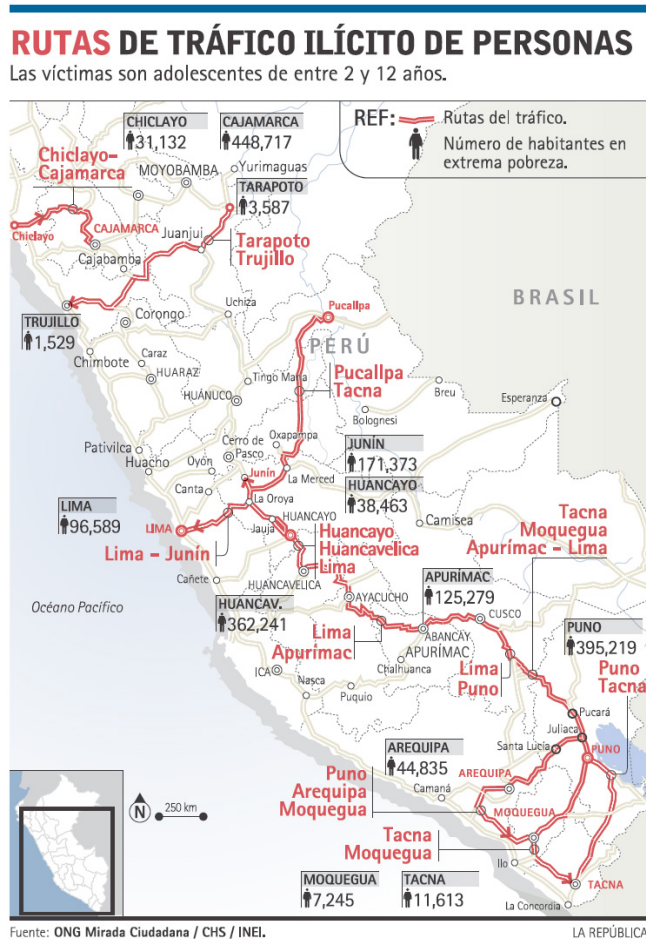 RUTAS DE TRÁFICO ILÍCITO DE PERSONAS
Las víctimas son adolescentes de entre 2 y 12 años.
REF:
Rutas del tráfico.
Número de habitantes en
extrema pobreza.
CHICLAYO
31,132
CAJAMARCA
448,717
Chiclayo-
Cajamarca
MOYOBAMBA
Yurimaguas
TARAPOTO
3,587
Chiclayo
CAJAMARCA
Juanjui
Cajabamba
Tarapoto
Trujillo
BRASIL
TRUJILLO
1,529
Corongo
Uchiza
Pucallpa
PERÚ
Chimbote
Caraz
HUARAZ
Tingo María
HUÁNUCO
Pucallpa
Tacna
Breu
Bolognesi
Esperanza
Pativilca
Huacho
Oyón
Cerro de
Pasco
Oxapampa
JUNÍN
171,373
Canta
Junín
La Merced
HUANCAYO
38,463
LIMA
96,589
La Oroya
LIMA
Jauja
HUANCAYO
Camisea
Lima - Junín
Huancayo
Huancavelica
Lima
Tacna
Moquegua
Apurímac - Lima
Cañete
HUANCAVELICA
Océano Pacífico
HUANCAV.
362,241
AYACUCHO
APURÍMAC
125,279
CUSCO
PUNO
395,219
Lima
Apurímac
ABANCAY
APURÍMAC
Chalhuanca
Lima
Puno
Puno
Tacna
ICA
Nasca
Puquio
Pucará
Juliaca
Santa Lucía
PUNO
AREQUIPA
44,835
Puno
Arequipa
Moquegua
Camaná
AREQUIPA
MOQUEGUA
N
250 km
Tacna
Moquegua
Ilo
TACNA
MOQUEGUA
7,245
TACNA
11,613
La Concordia
Fuente: ONG Mirada Ciudadana / CHS / INEI.
LA REPÚBLICA